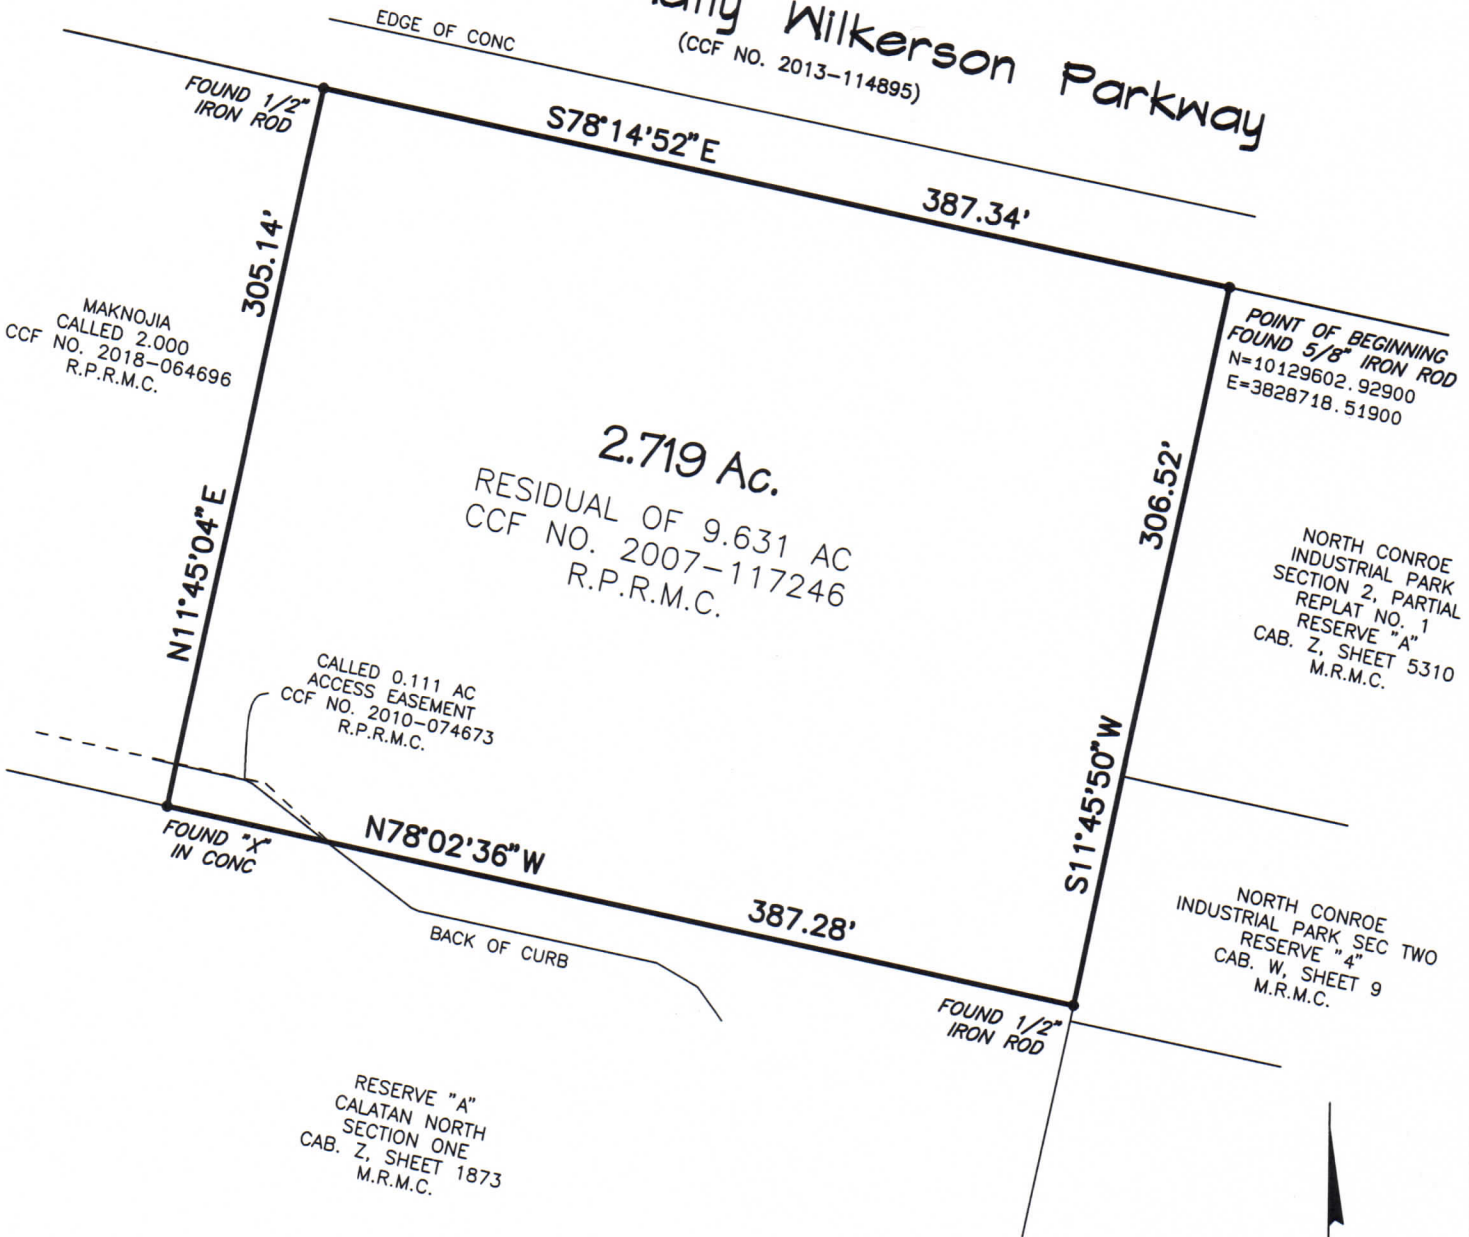 Wilkerson Parkway
(CCF NO. 2013-114895)
EDGE OF CONC
FOUND 1/2"
IRON ROD
S78°14'52"E
387.34'
305.14'
N11°45'04"E
MAKNOJIA
CALLED 2.000
CCF NO. 2018-064696
R.P.R.M.C.
POINT OF BEGINNING
FOUND 5/8" IRON ROD
N=10129602.92900
E=3828718.51900
2.719 Ac.
RESIDUAL OF 9.631 AC
CCF NO. 2007-117246
R.P.R.M.C.
306.52'
S11°45'50"W
NORTH CONROE
INDUSTRIAL PARK
SECTION 2, PARTIAL
REPLAT NO. 1
RESERVE "A"
CAB. Z, SHEET 5310
M.R.M.C.
CALLED 0.111 AC
ACCESS EASEMENT
CCF NO. 2010-074673
R.P.R.M.C.
FOUND "X"
IN CONC
N78°02'36"W
387.28'
BACK OF CURB
NORTH CONROE
INDUSTRIAL PARK SEC TWO
RESERVE "4"
CAB. W, SHEET 9
M.R.M.C.
FOUND 1/2"
IRON ROD
RESERVE "A"
CALATAN NORTH
SECTION ONE
CAB. Z, SHEET 1873
M.R.M.C.